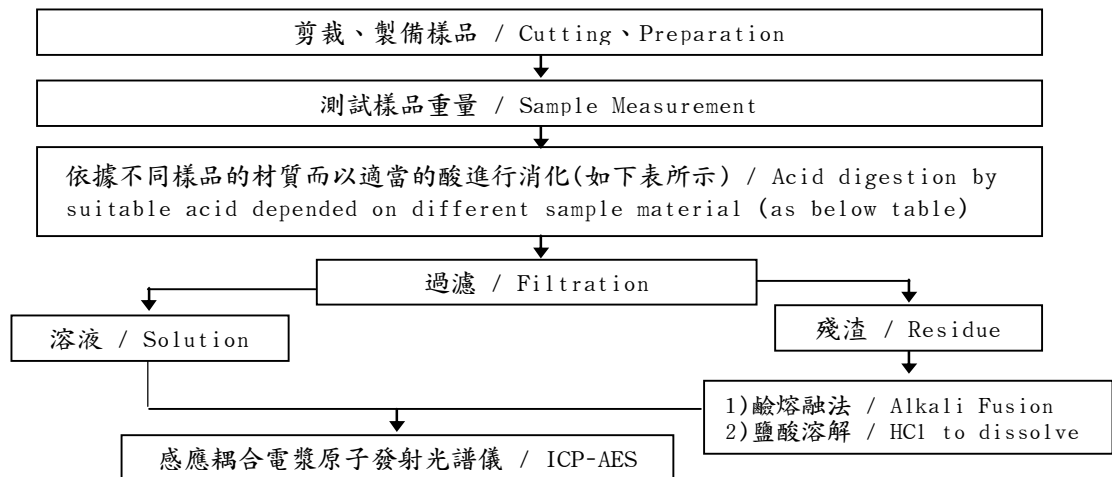 剪裁、製備樣品 / Cutting、Preparation
測試樣品重量 / Sample Measurement
依據不同樣品的材質而以適當的酸進行消化(如下表所示) / Acid digestion by
suitable acid depended on different sample material (as below table)
過濾 / Filtration
溶液 / Solution
殘渣 / Residue
1)鹼熔融法 / Alkali Fusion
2)鹽酸溶解 / HCl to dissolve
感應耦合電漿原子發射光譜儀 / ICP-AES